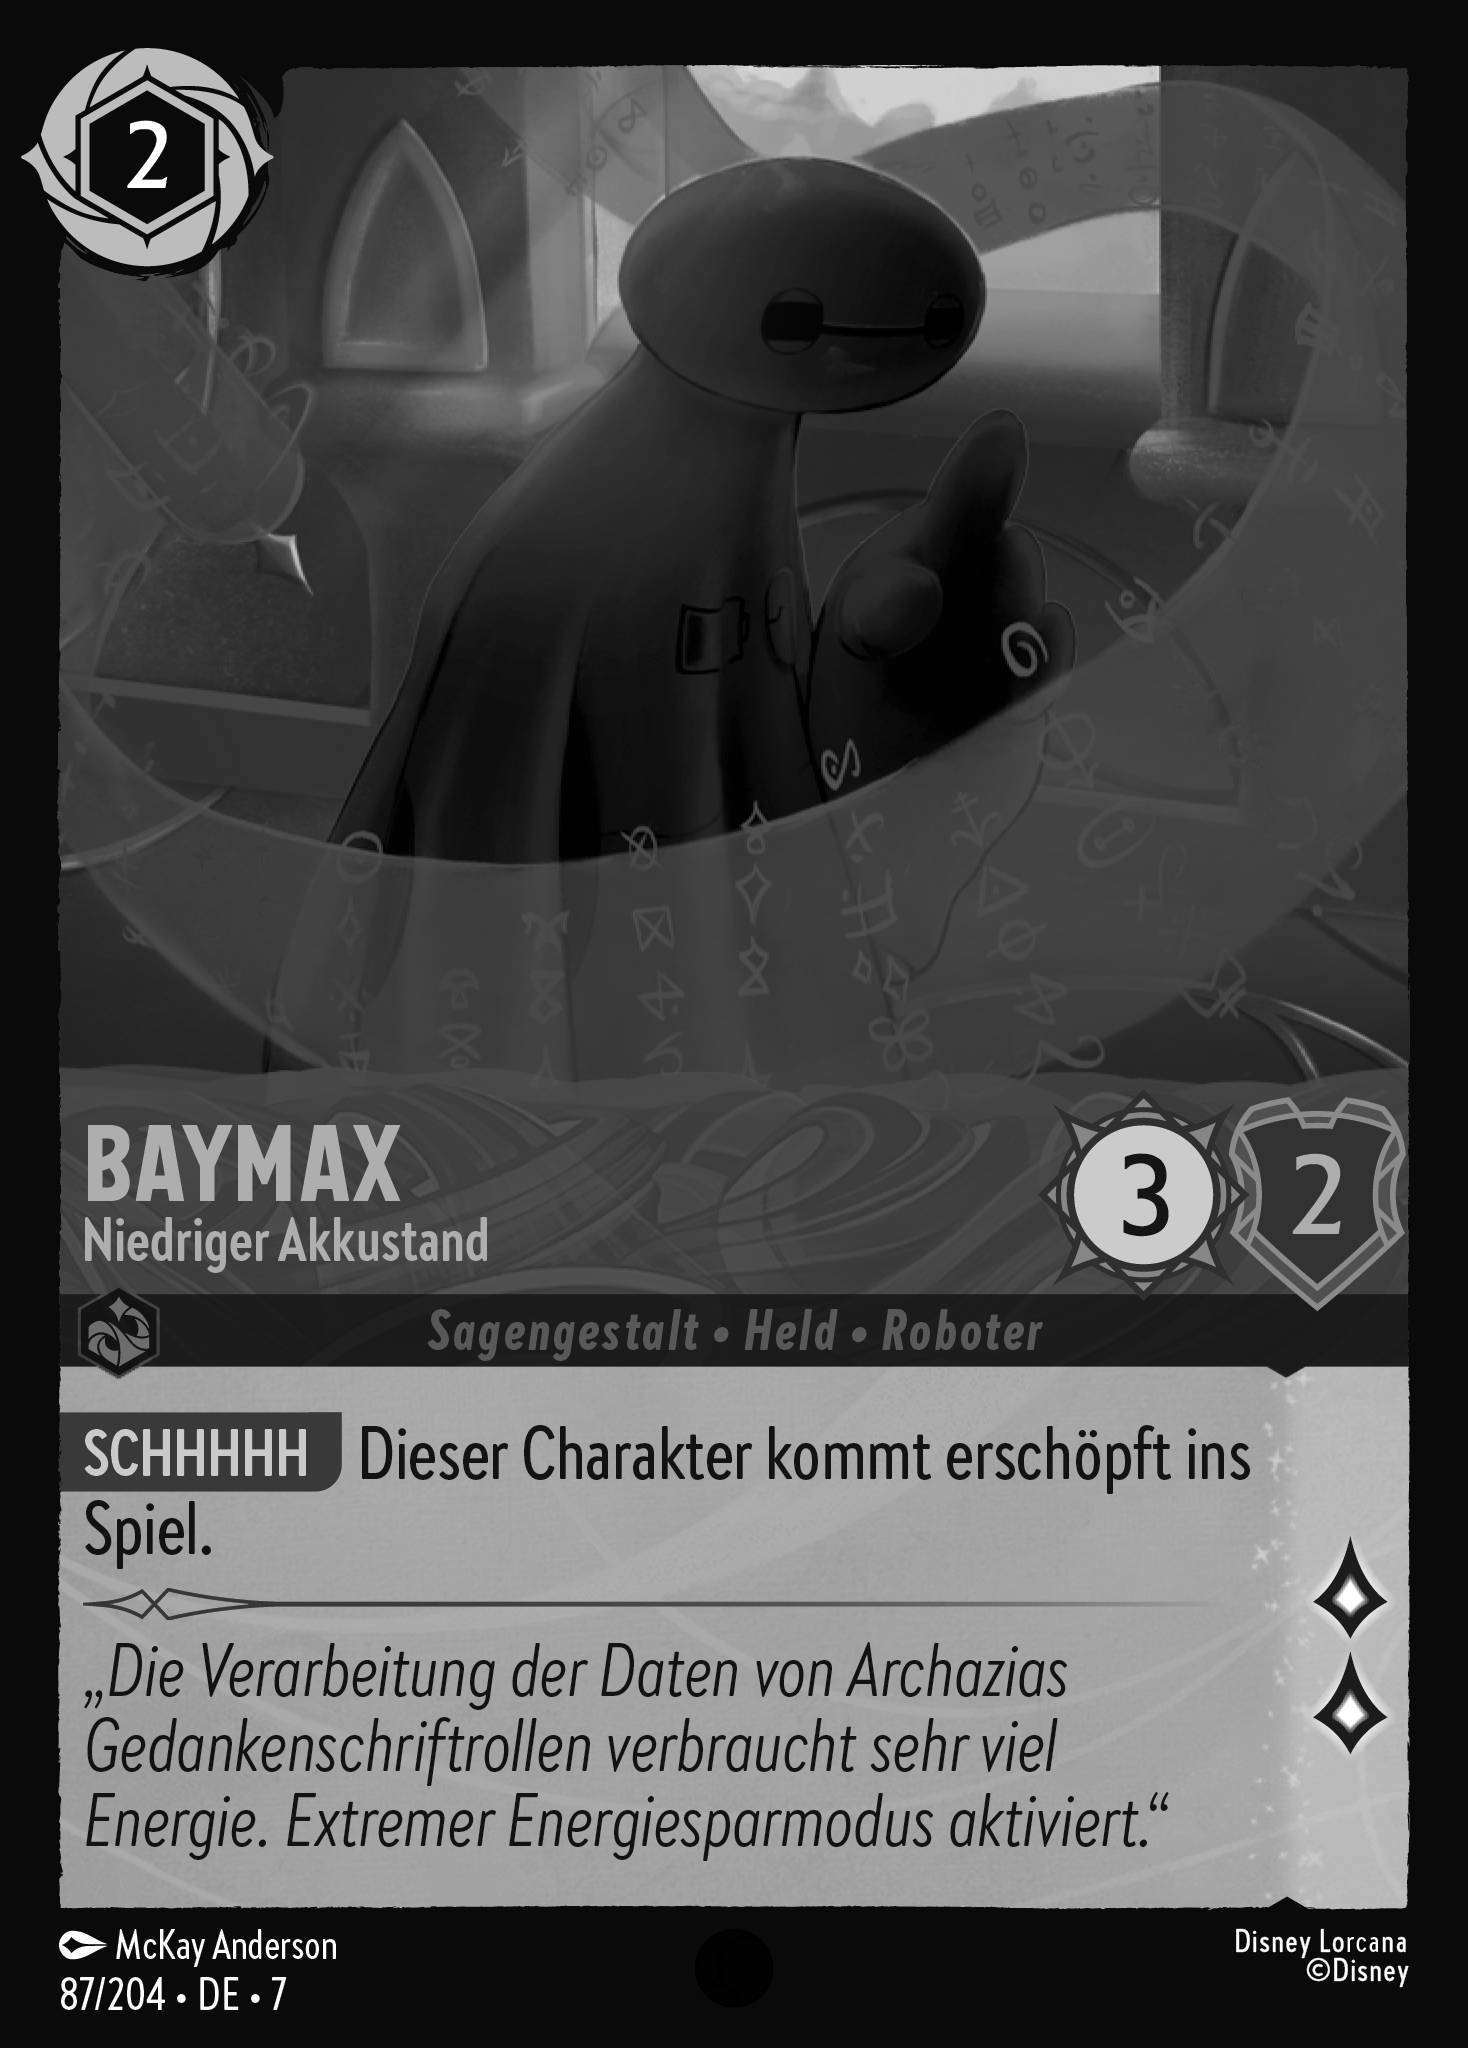 2
BAYMAX
Niedriger Akkustand
3
2
Sagengestalt • Held • Roboter
SCHHHHH Dieser Charakter kommt erschöpft ins
Spiel.
„Die Verarbeitung der Daten von Archazias
Gedankenschriftrollen verbraucht sehr viel
Energie. Extremer Energiesparmodus aktiviert.“
McKay Anderson
87/204 • DE • 7
Disney Lorcana
©Disney